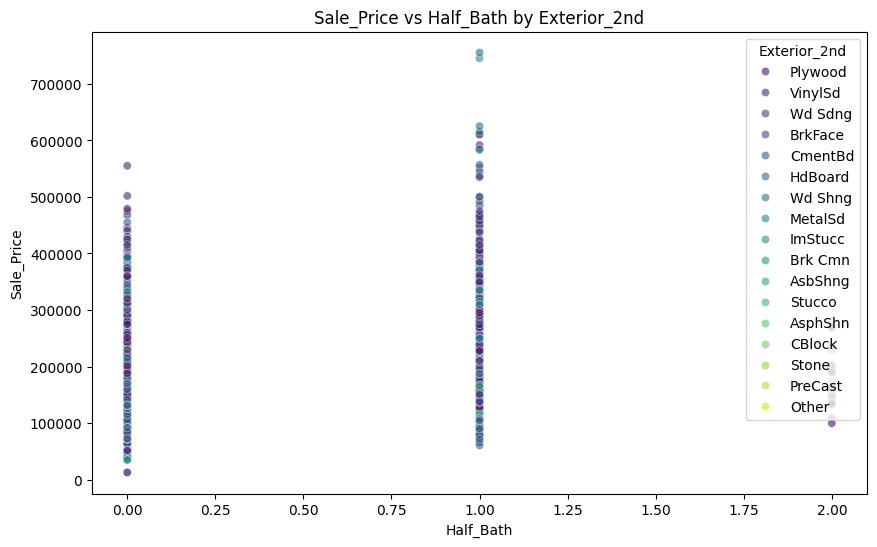 Sale_Price vs Half_Bath by Exterior_2nd
Exterior_2nd
Plywood
VinylSd
Wd Sdng
BrkFace
CmentBd
HdBoard
Wd Shng
MetalSd
ImStucc
Brk Cmn
AsbShng
Stucco
AsphShn
CBlock
Stone
PreCast
Other
Sale_Price
700000
600000
500000
400000
300000
200000
100000
0
0.00
0.25
0.50
0.75
1.00
1.25
1.50
1.75
2.00
Half_Bath